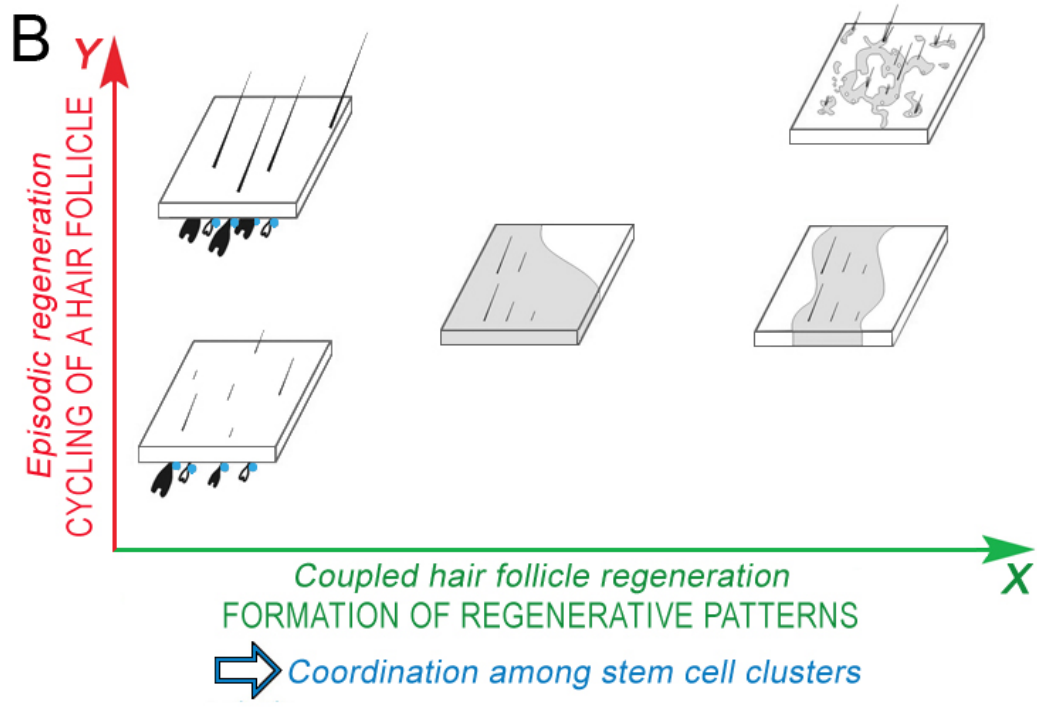 B
Y
Episodic regeneration
CYCLING OF A HAIR FOLLICLE
X
Coupled hair follicle regeneration
FORMATION OF REGENERATIVE PATTERNS
Coordination among stem cell clusters